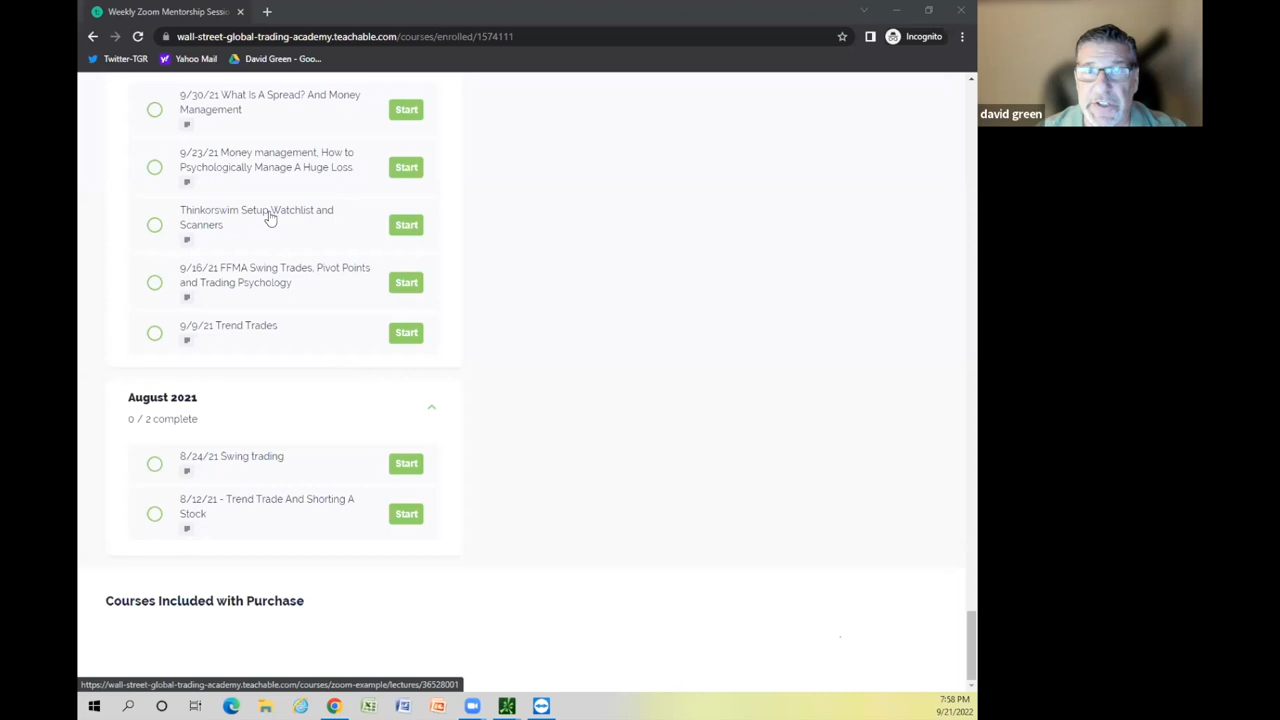 Weekly Zoom Mentorship Sessi
wall-street-global-trading-academy.teachable.com/courses/enrolled/1574111
Incognito
Twitter-TGR
Yahoo Mail
David Green - Goo...
david green
9/30/21 What Is A Spread? And Money
Management
Start
9/23/21 Money management, How to
Psychologically Manage A Huge Loss.
Start
Thinkorswim Setup Watchlist and
Scanners
Start
9/16/21 FFMA Swing Trades, Pivot Points
and Trading Psychology
Start
9/9/21 Trend Trades
Start
August 2021
0 / 2 complete
8/24/21 Swing trading
Start
8/12/21 - Trend Trade And Shorting A
Stock
Start
Courses Included with Purchase
https://wall-street-global-trading-academy.teachable.com/courses/zoom-example/lectures/36528001
7:58 PM
9/21/2022